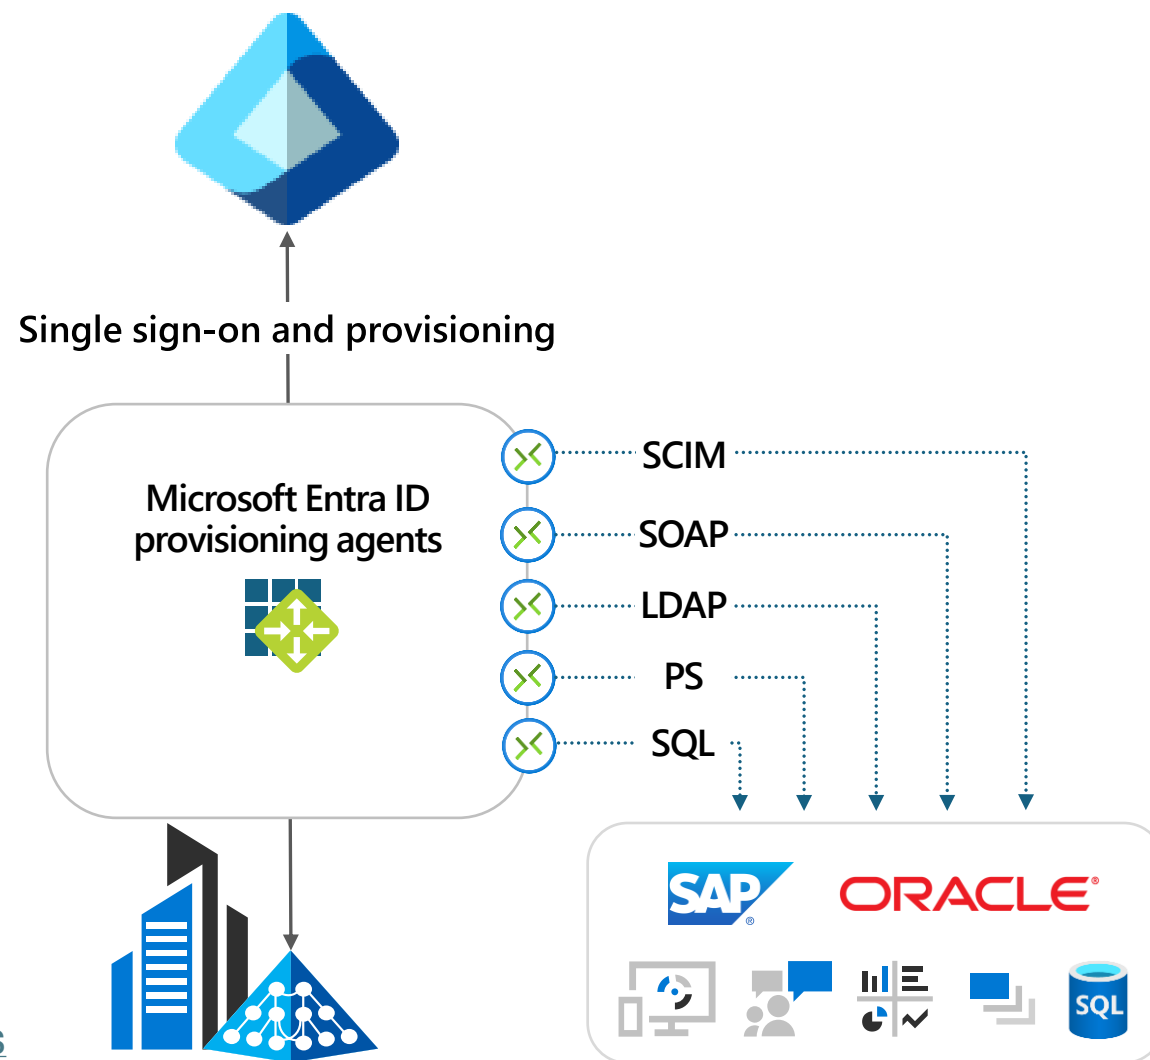 Single sign-on and provisioning
Microsoft Entra ID
provisioning agents
SCIM
SOAP
LDAP
PS
SQL
SAP®
ORACLE®
SQL
s